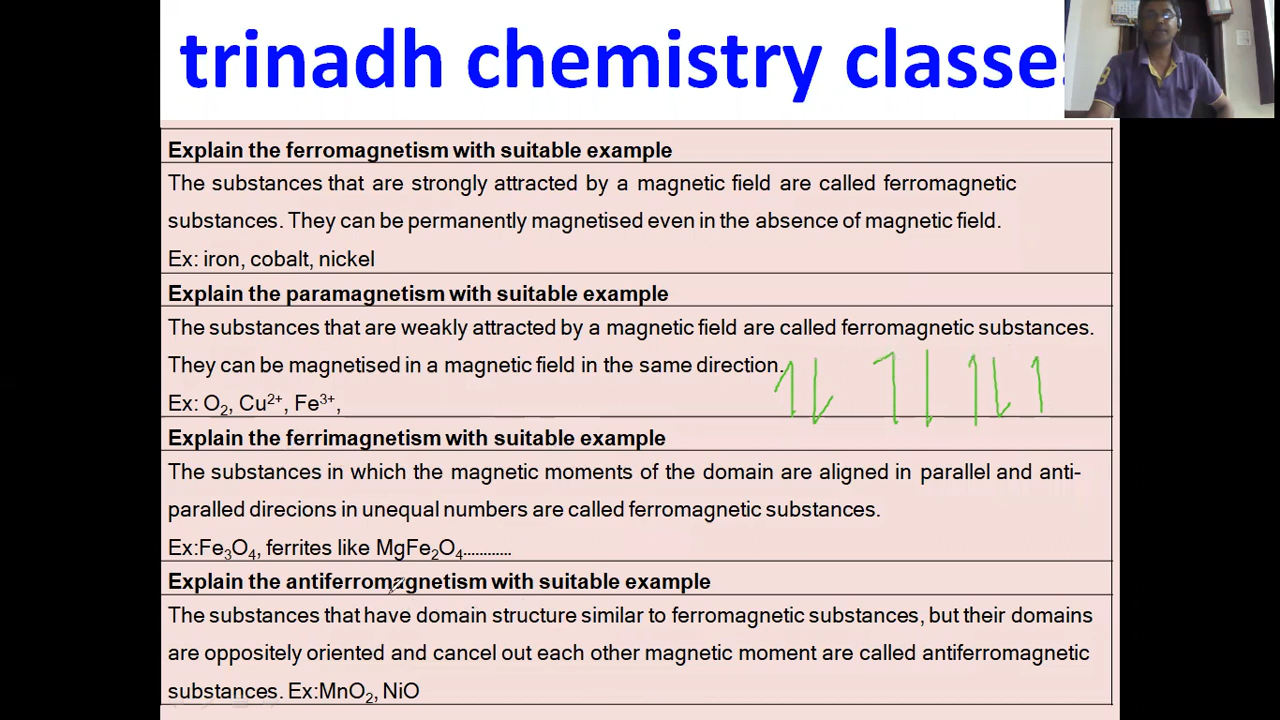 trinadh chemistry classes
Explain the ferromagnetism with suitable example
The substances that are strongly attracted by a magnetic field are called ferromagnetic
substances. They can be permanently magnetised even in the absence of magnetic field.
Ex: iron, cobalt, nickel
Explain the paramagnetism with suitable example
The substances that are weakly attracted by a magnetic field are called ferromagnetic substances.
They can be magnetised in a magnetic field in the same direction.
Ex: O₂, Cu²⁺, Fe³⁺,
Explain the ferrimagnetism with suitable example
The substances in which the magnetic moments of the domain are aligned in parallel and anti-
paralled direcions in unequal numbers are called ferromagnetic substances.
Ex:Fe₃O₄, ferrites like MgFe₂O₄............
Explain the antiferromagnetism with suitable example
The substances that have domain structure similar to ferromagnetic substances, but their domains
are oppositely oriented and cancel out each other magnetic moment are called antiferromagnetic
substances. Ex:MnO₂, NiO